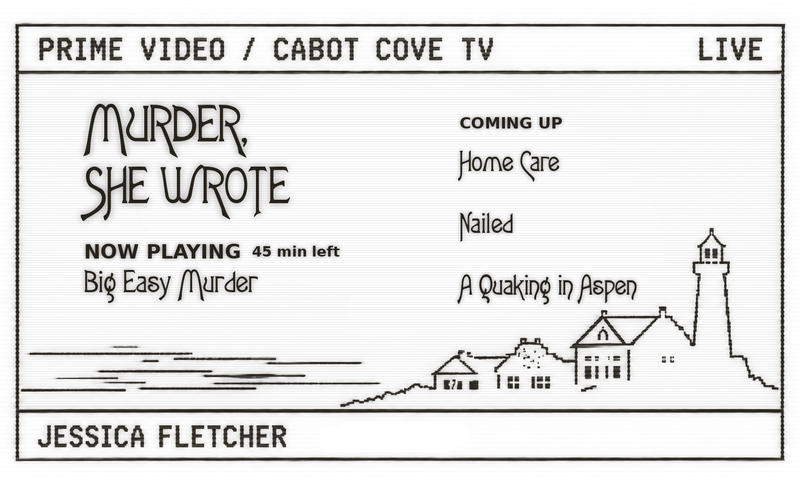 PRIME VIDEO / CABOT COVE TV LIVE
MURDER,
SHE WROTE
NOW PLAYING 45 min left
Big Easy Murder
COMING UP
Home Care
Nailed
A Quaking in Aspen
JESSICA FLETCHER